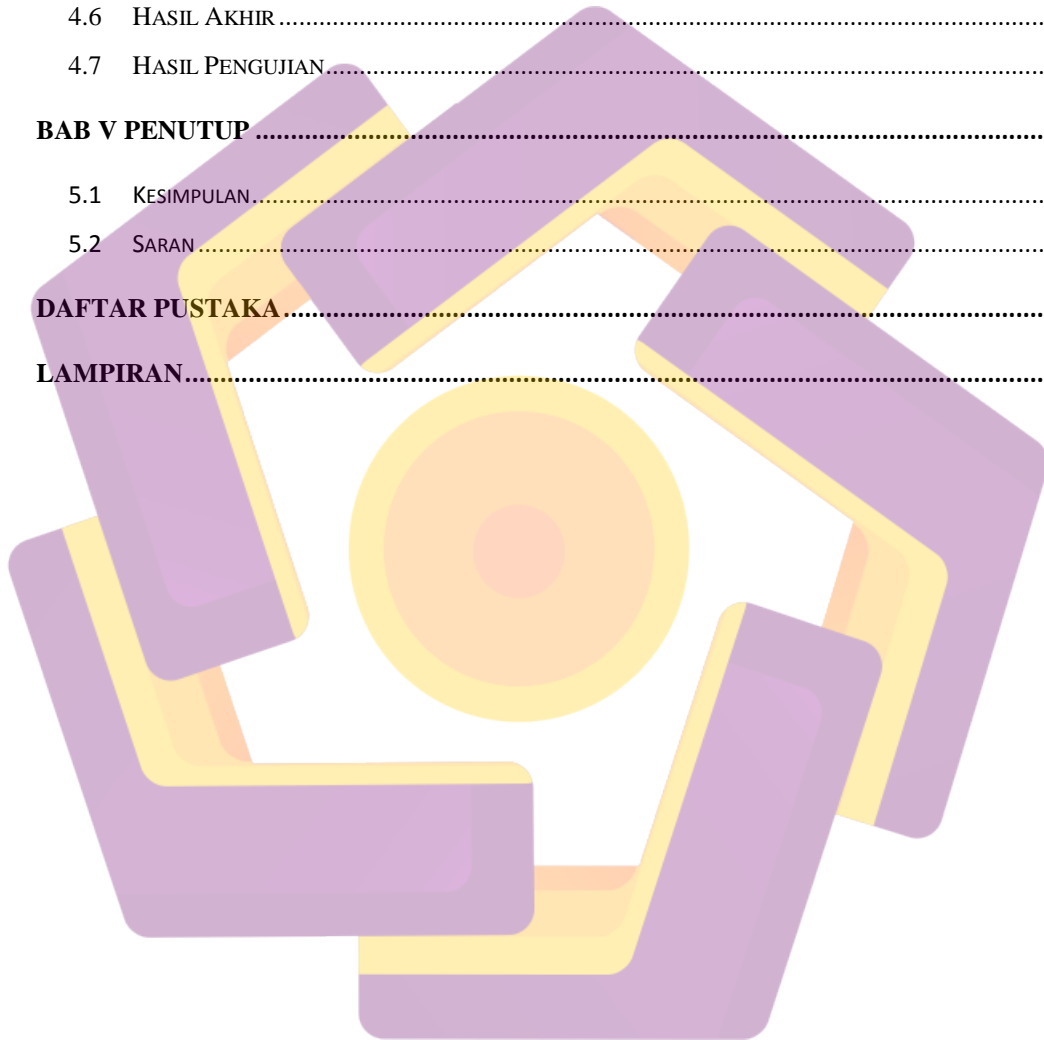 4.6 HASIL AKHIR................................................................................
4.7 HASIL PENGUJIAN................................................................................
BAB V PENUTUP................................................................................
5.1 KESIMPULAN................................................................................
5.2 SARAN................................................................................
DAFTAR PUSTAKA................................................................................
LAMPIRAN................................................................................